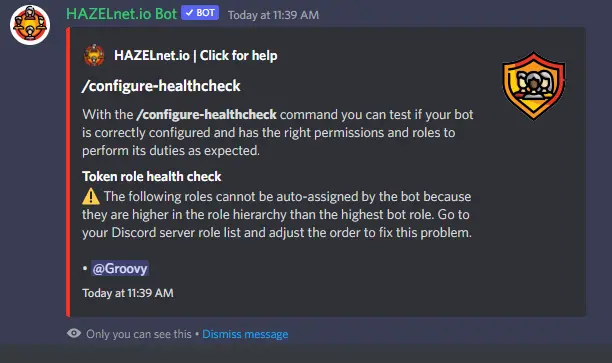 HAZELnet.io Bot ✓ BOT Today at 11:39 AM
HAZELnet.io | Click for help
/configure-healthcheck
With the /configure-healthcheck command you can test if your bot
is correctly configured and has the right permissions and roles to
perform its duties as expected.
Token role health check
⚠️ The following roles cannot be auto-assigned by the bot because
they are higher in the role hierarchy than the highest bot role. Go to
your Discord server role list and adjust the order to fix this problem.
• @Groovy
Today at 11:39 AM
Only you can see this • Dismiss message